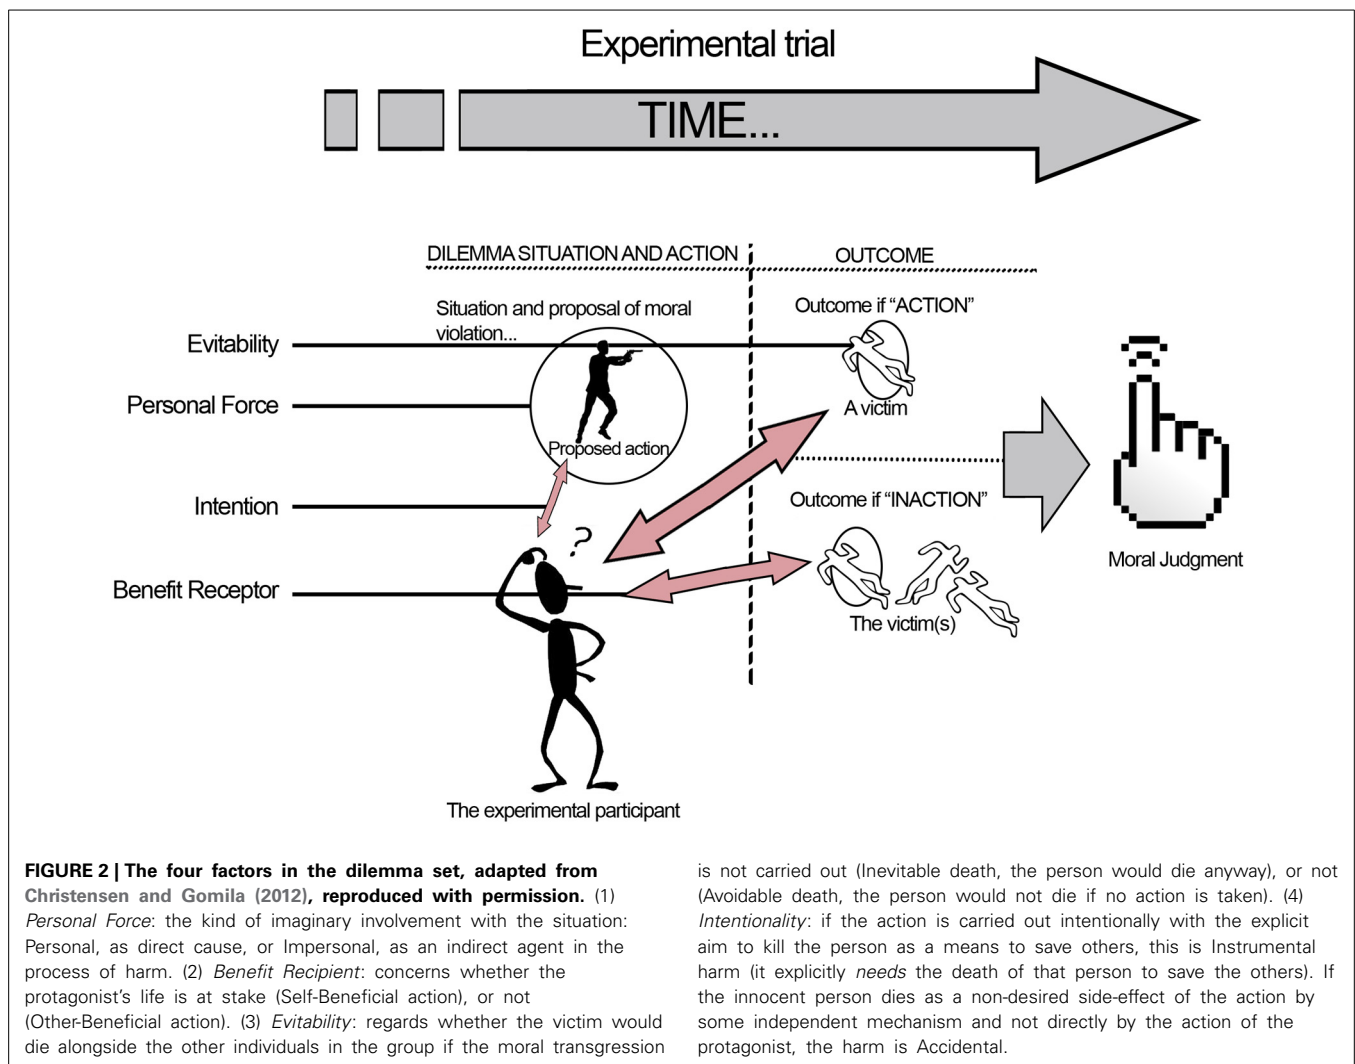 Experimental trial
TIME...
DILEMMA SITUATION AND ACTION
OUTCOME
Situation and proposal of moral
violation...
Outcome if “ACTION”
Evitability
Personal Force
A victim
Proposed action
Intention
Outcome if “INACTION”
?
Moral Judgment
Benefit Receptor
The victim(s)
The experimental participant
FIGURE 2 | The four factors in the dilemma set, adapted from
Christensen and Gomila (2012), reproduced with permission. (1)
Personal Force: the kind of imaginary involvement with the situation:
Personal, as direct cause, or Impersonal, as an indirect agent in the
process of harm. (2) Benefit Recipient: concerns whether the
protagonist’s life is at stake (Self-Beneficial action), or not
(Other-Beneficial action). (3) Evitability: regards whether the victim would
die alongside the other individuals in the group if the moral transgression
is not carried out (Inevitable death, the person would die anyway), or not
(Avoidable death, the person would not die if no action is taken). (4)
Intentionality: if the action is carried out intentionally with the explicit
aim to kill the person as a means to save others, this is Instrumental
harm (it explicitly needs the death of that person to save the others). If
the innocent person dies as a non-desired side-effect of the action by
some independent mechanism and not directly by the action of the
protagonist, the harm is Accidental.